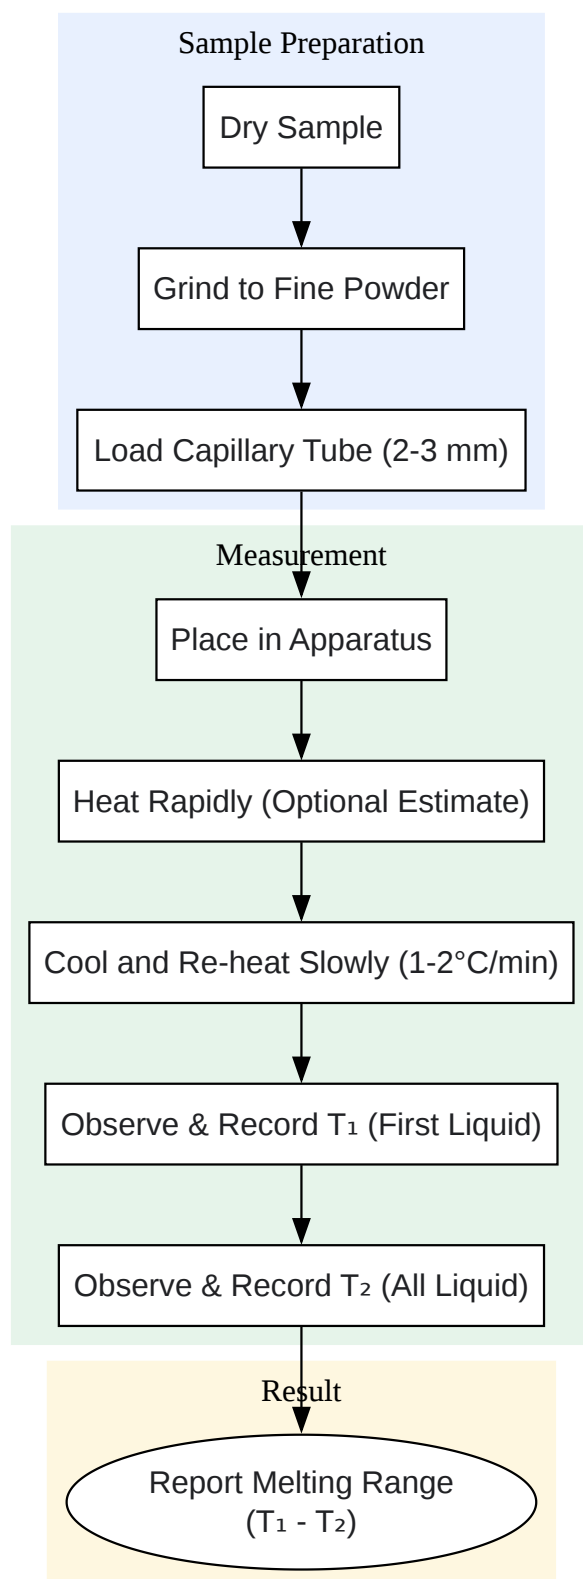 Sample Preparation
Dry Sample
Grind to Fine Powder
Load Capillary Tube (2-3 mm)
Measurement
Place in Apparatus
Heat Rapidly (Optional Estimate)
Cool and Re-heat Slowly (1-2°C/min)
Observe & Record T₁ (First Liquid)
Observe & Record T₂ (All Liquid)
Result
Report Melting Range
(T₁ - T₂)